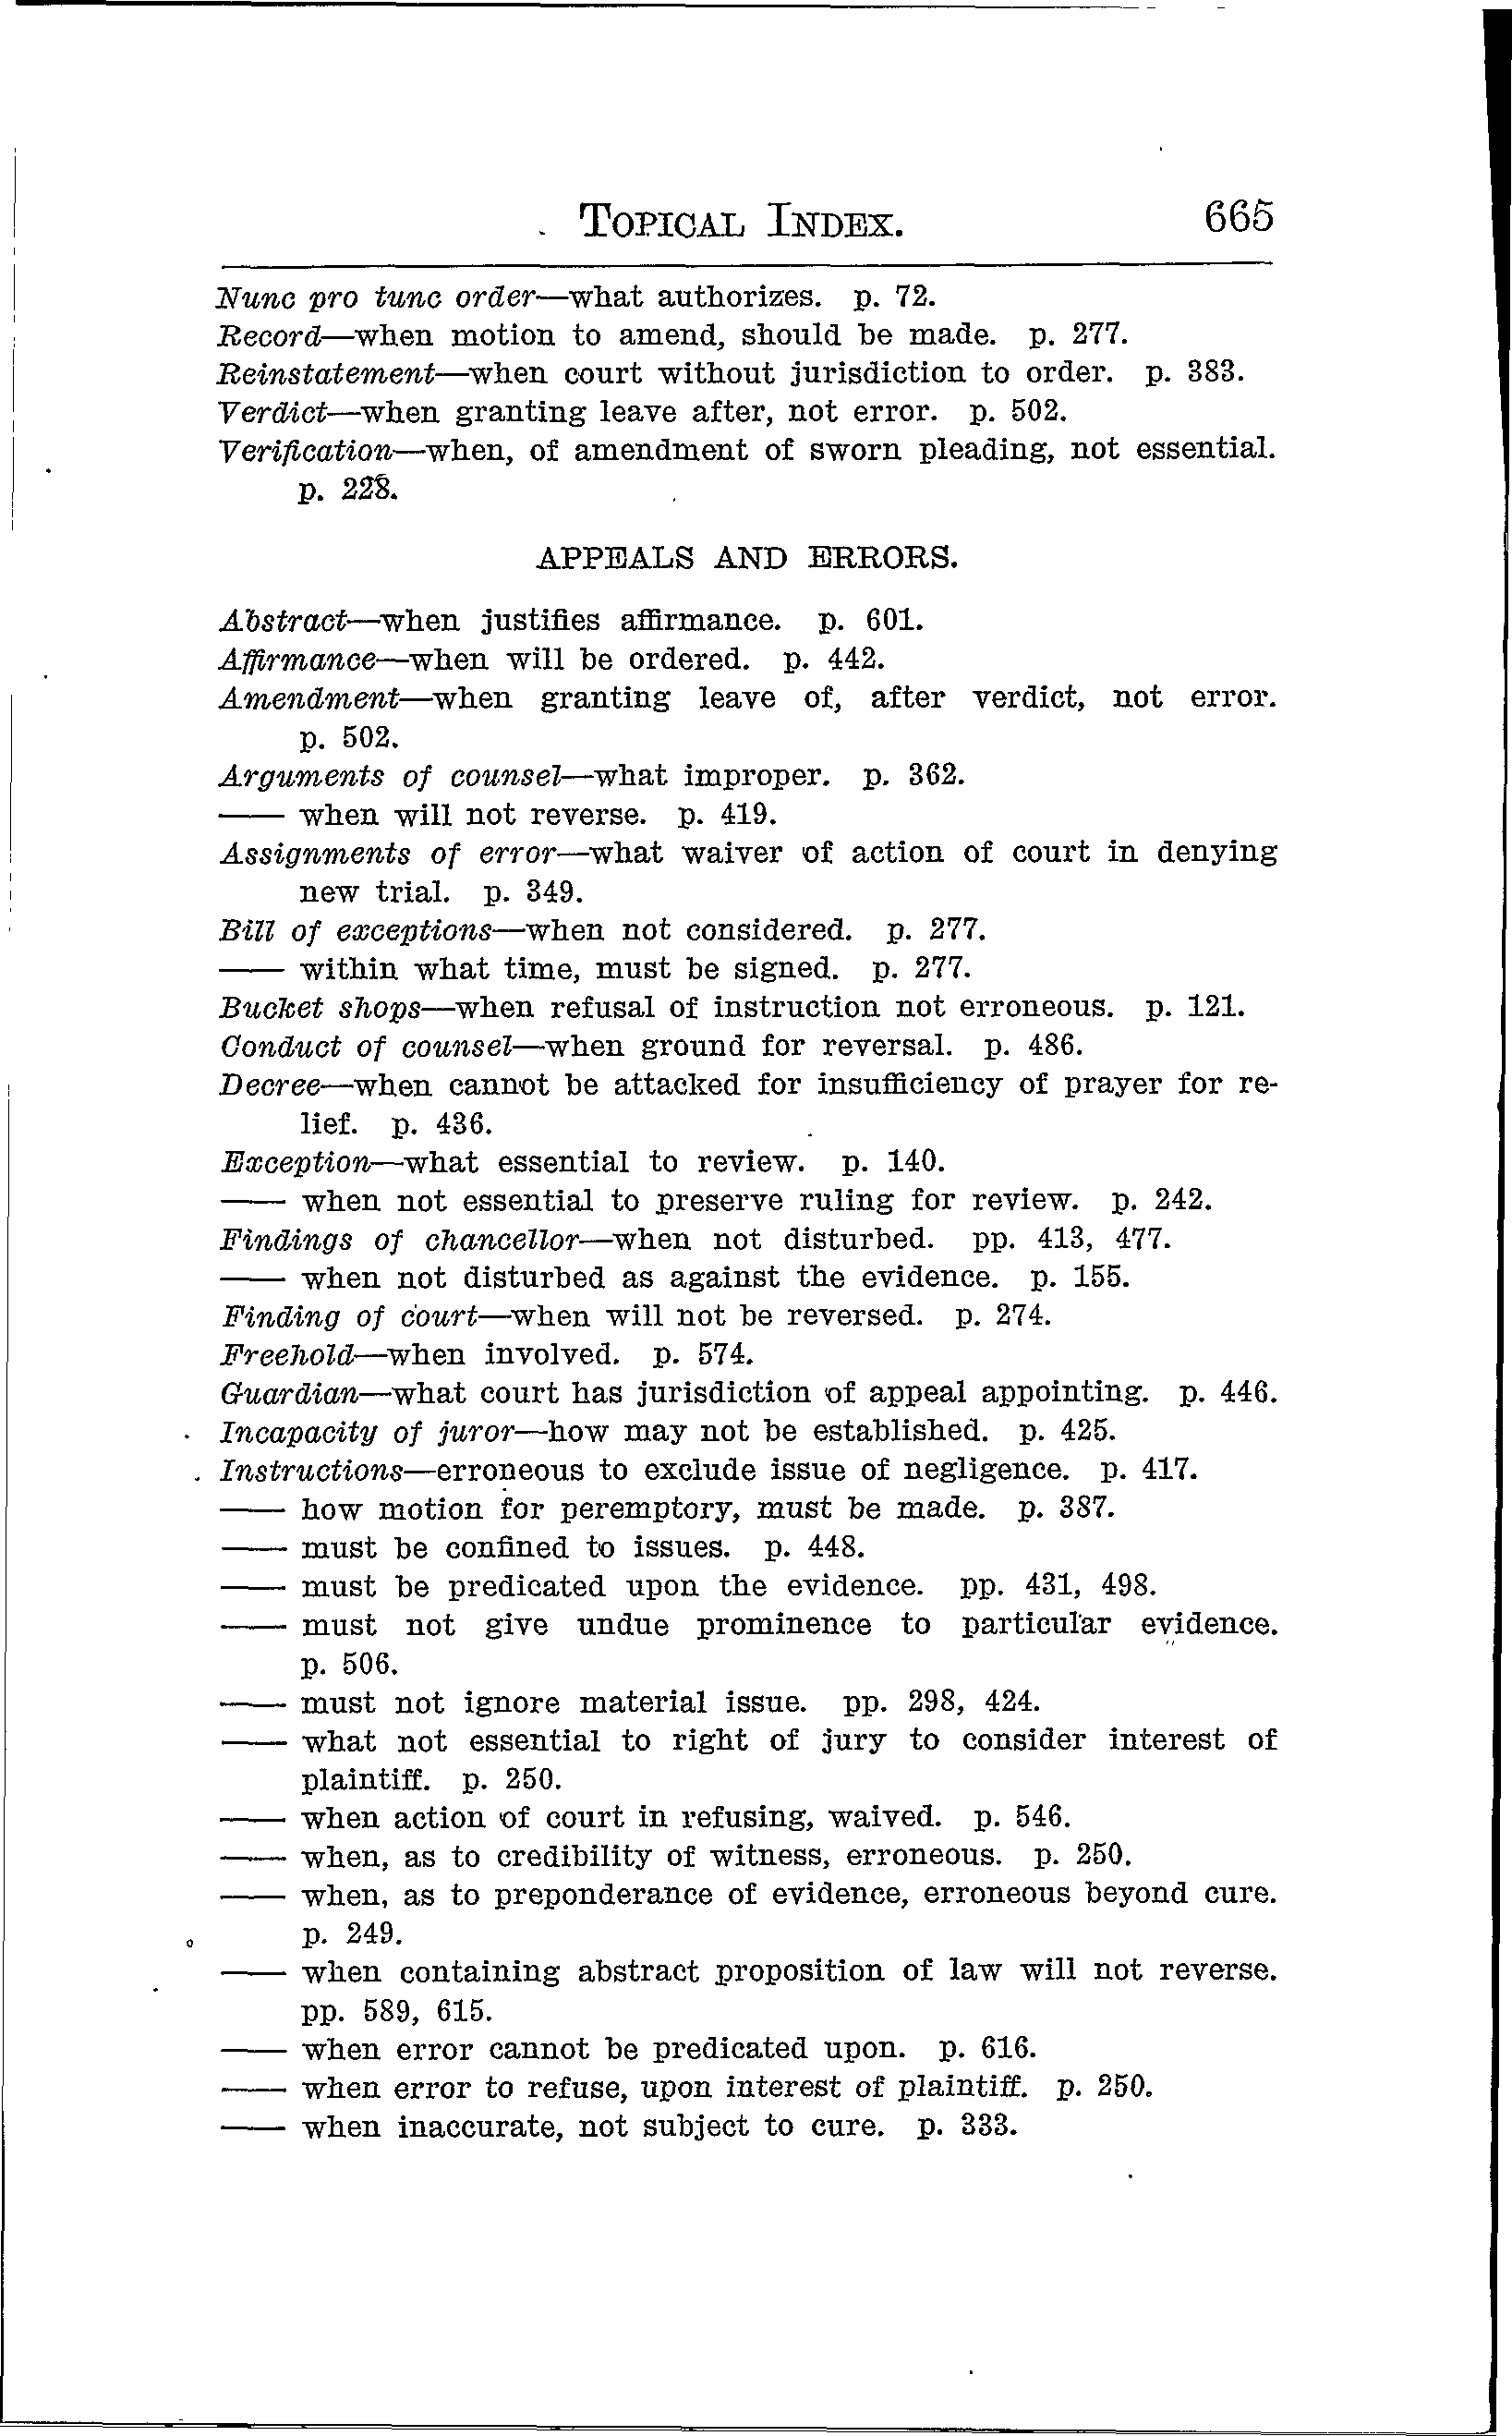 TOPICAL INDEX. 665
Nunc pro tunc order—what authorizes. p. 72.
Record—when motion to amend, should be made. p. 277.
Reinstatement—when court without jurisdiction to order. p. 383.
Verdict—when granting leave after, not error. p. 502.
Verification—when, of amendment of sworn pleading, not essential.
p. 228.
APPEALS AND ERRORS.
Abstract—when justifies affirmance. p. 601.
Affirmance—when will be ordered. p. 442.
Amendment—when granting leave of, after verdict, not error.
p. 502.
Arguments of counsel—what improper. p. 362.
—— when will not reverse. p. 419.
Assignments of error—what waiver of action of court in denying
new trial. p. 349.
Bill of exceptions—when not considered. p. 277.
—— within what time, must be signed. p. 277.
Bucket shops—when refusal of instruction not erroneous. p. 121.
Conduct of counsel—when ground for reversal. p. 486.
Decree—when cannot be attacked for insufficiency of prayer for re-
lief. p. 436.
Exception—what essential to review. p. 140.
—— when not essential to preserve ruling for review. p. 242.
Findings of chancellor—when not disturbed. pp. 413, 477.
—— when not disturbed as against the evidence. p. 155.
Finding of court—when will not be reversed. p. 274.
Freehold—when involved. p. 574.
Guardian—what court has jurisdiction of appeal appointing. p. 446.
Incapacity of juror—how may not be established. p. 425.
Instructions—erroneous to exclude issue of negligence. p. 417.
—— how motion for peremptory, must be made. p. 387.
—— must be confined to issues. p. 448.
—— must be predicated upon the evidence. pp. 431, 498.
—— must not give undue prominence to particular evidence.
p. 506.
—— must not ignore material issue. pp. 298, 424.
—— what not essential to right of jury to consider interest of
plaintiff. p. 250.
—— when action of court in refusing, waived. p. 546.
—— when, as to credibility of witness, erroneous. p. 250.
—— when, as to preponderance of evidence, erroneous beyond cure.
p. 249.
—— when containing abstract proposition of law will not reverse.
pp. 589, 615.
—— when error cannot be predicated upon. p. 616.
—— when error to refuse, upon interest of plaintiff. p. 250.
—— when inaccurate, not subject to cure. p. 333.